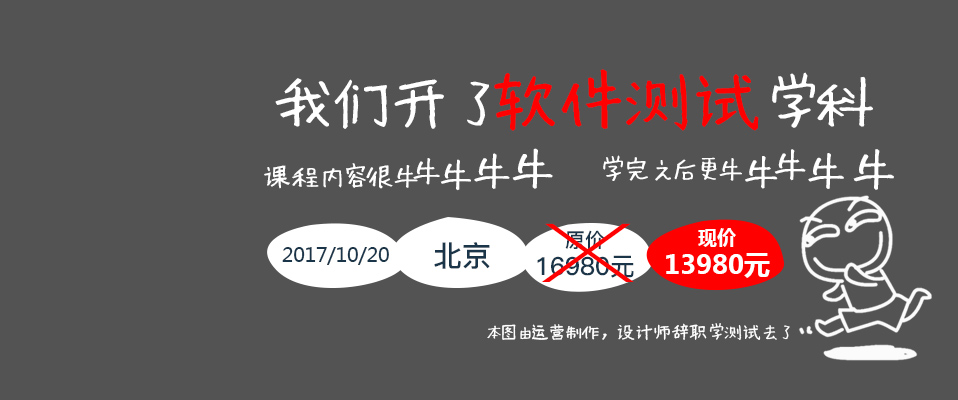 我们开了软件测试学科
课程内容很牛牛牛牛牛 学完之后更牛牛牛牛牛
2017/10/20 北京 原价 16980元 现价 13980元
本图由运营制作，设计师辞职学测试去了